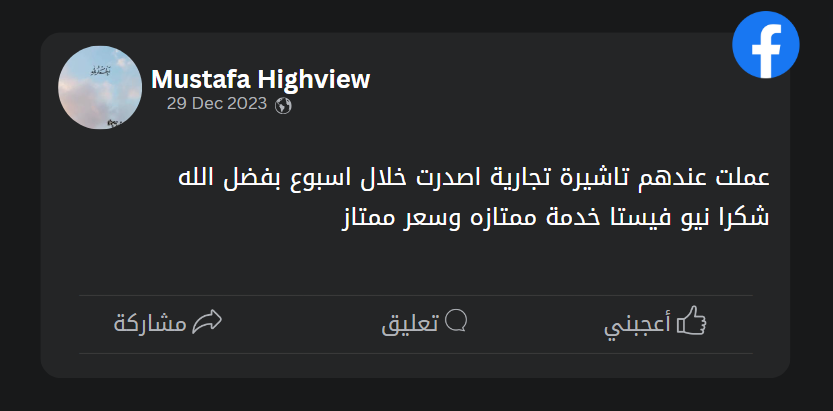 Mustafa Highview
29 Dec 2023
عملت عندهم تاشيرة تجارية اصدرت خلال اسبوع بفضل الله
شكرا نيو فيستا خدمة ممتازه وسعر ممتاز
أعجبني تعليق مشاركة